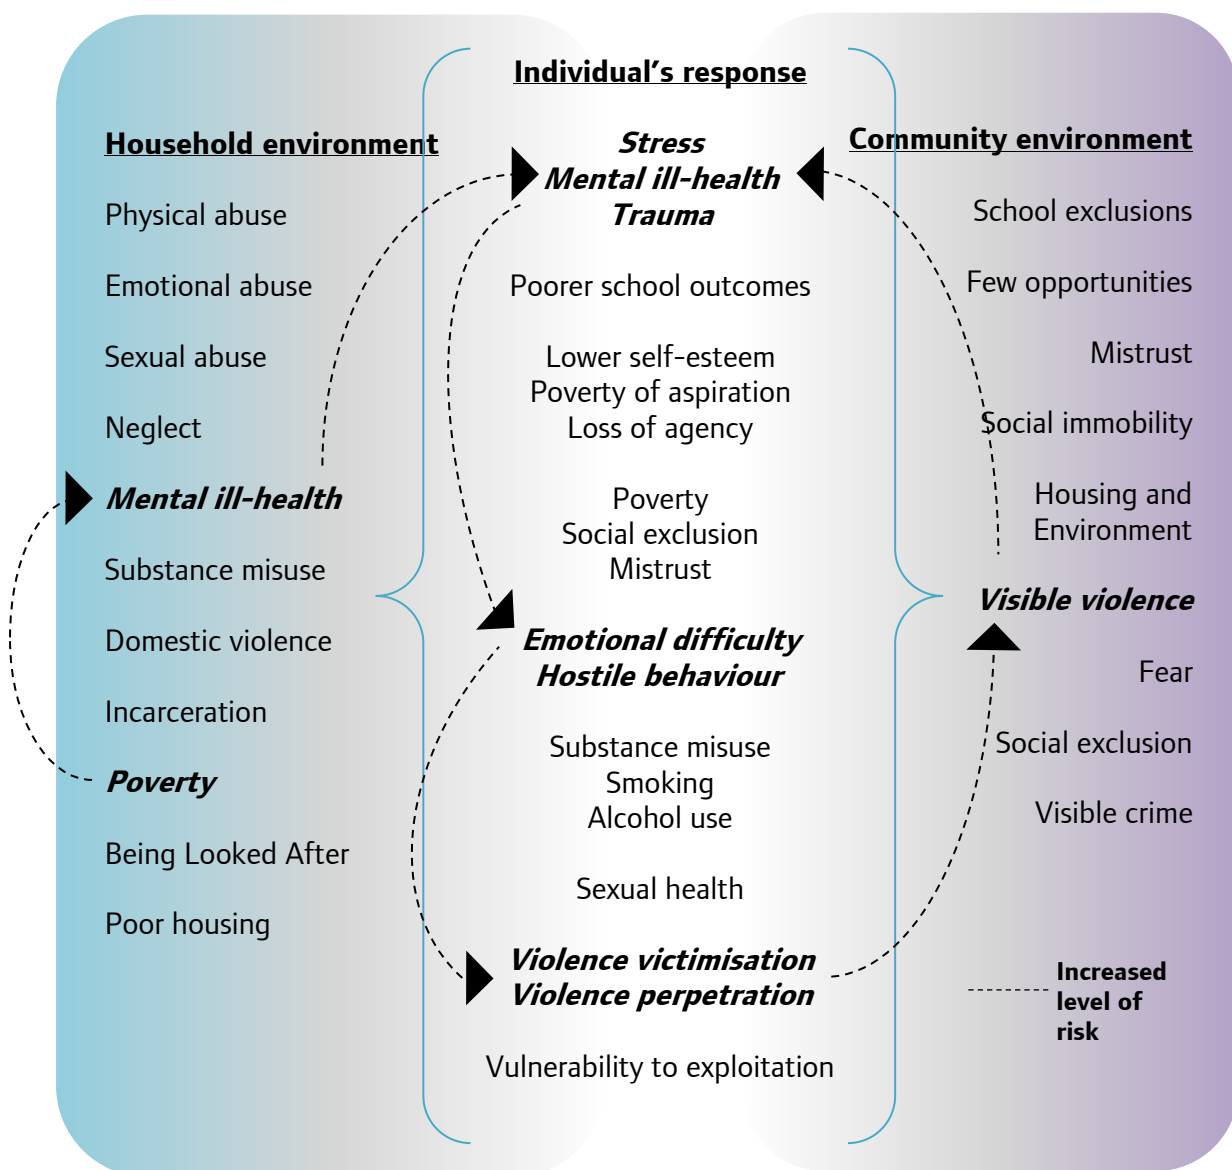 Household environment
Physical abuse
Emotional abuse
Sexual abuse
Neglect
Mental ill-health
Substance misuse
Domestic violence
Incarceration
Poverty
Being Looked After
Poor housing
Individual’s response
Stress
Mental ill-health
Trauma
Poorer school outcomes
Lower self-esteem
Poverty of aspiration
Loss of agency
Poverty
Social exclusion
Mistrust
Emotional difficulty
Hostile behaviour
Substance misuse
Smoking
Alcohol use
Sexual health
Violence victimisation
Violence perpetration
Vulnerability to exploitation
Community environment
School exclusions
Few opportunities
Mistrust
Social immobility
Housing and
Environment
Visible violence
Fear
Social exclusion
Visible crime
Increased
level of
risk